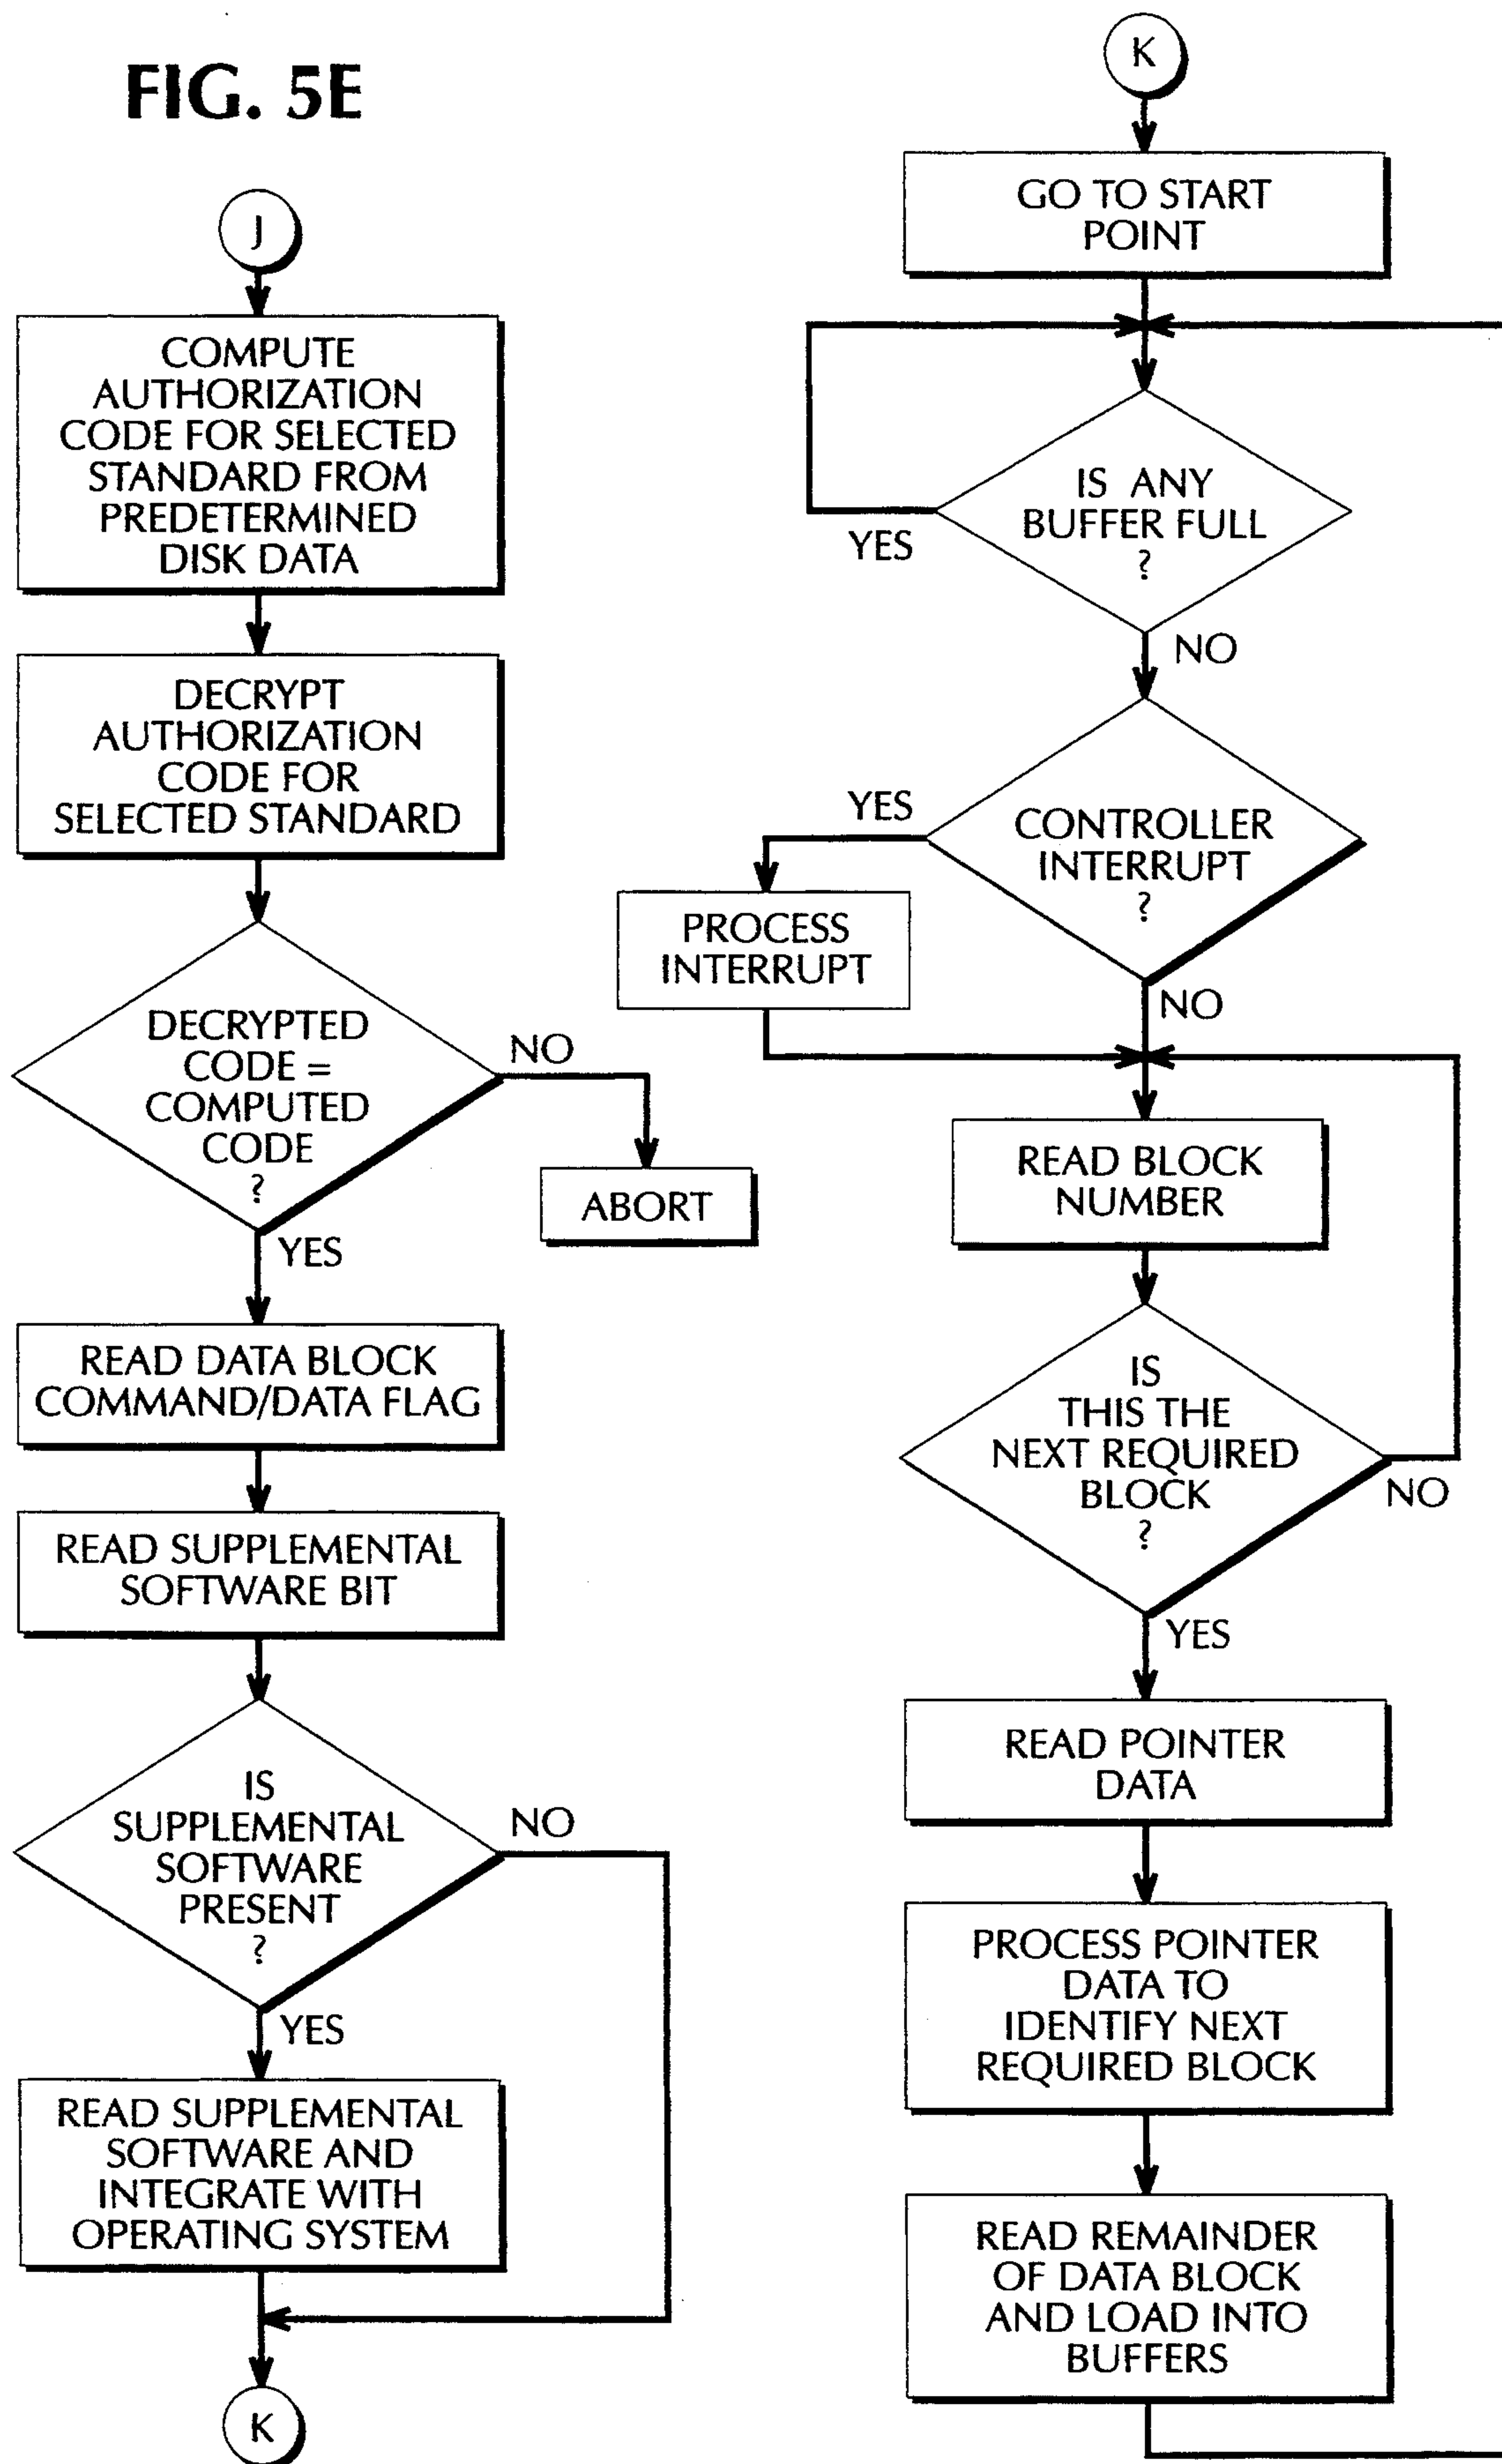 FIG. 5E
J
COMPUTE
AUTHORIZATION
CODE FOR SELECTED
STANDARD FROM
PREDETERMINED
DISK DATA
DECRYPT
AUTHORIZATION
CODE FOR
SELECTED STANDARD
DECRYPTED
CODE =
COMPUTED
CODE
?
NO
ABORT
YES
READ DATA BLOCK
COMMAND/DATA FLAG
READ SUPPLEMENTAL
SOFTWARE BIT
IS
SUPPLEMENTAL
SOFTWARE
PRESENT
?
NO
YES
READ SUPPLEMENTAL
SOFTWARE AND
INTEGRATE WITH
OPERATING SYSTEM
K
K
GO TO START
POINT
IS ANY
BUFFER FULL
?
YES
NO
CONTROLLER
INTERRUPT
?
YES
PROCESS
INTERRUPT
NO
READ BLOCK
NUMBER
IS
THIS THE
NEXT REQUIRED
BLOCK
?
NO
YES
READ POINTER
DATA
PROCESS POINTER
DATA TO
IDENTIFY NEXT
REQUIRED BLOCK
READ REMAINDER
OF DATA BLOCK
AND LOAD INTO
BUFFERS